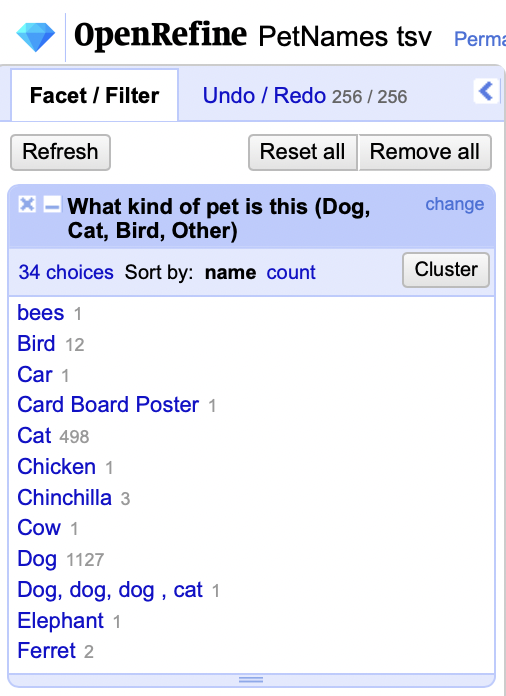 OpenRefine PetNames tsv Perma
Facet / Filter Undo / Redo 256 / 256
Refresh Reset all Remove all
What kind of pet is this (Dog, change
Cat, Bird, Other)
34 choices Sort by: name count Cluster
bees 1
Bird 12
Car 1
Card Board Poster 1
Cat 498
Chicken 1
Chinchilla 3
Cow 1
Dog 1127
Dog, dog, dog , cat 1
Elephant 1
Ferret 2